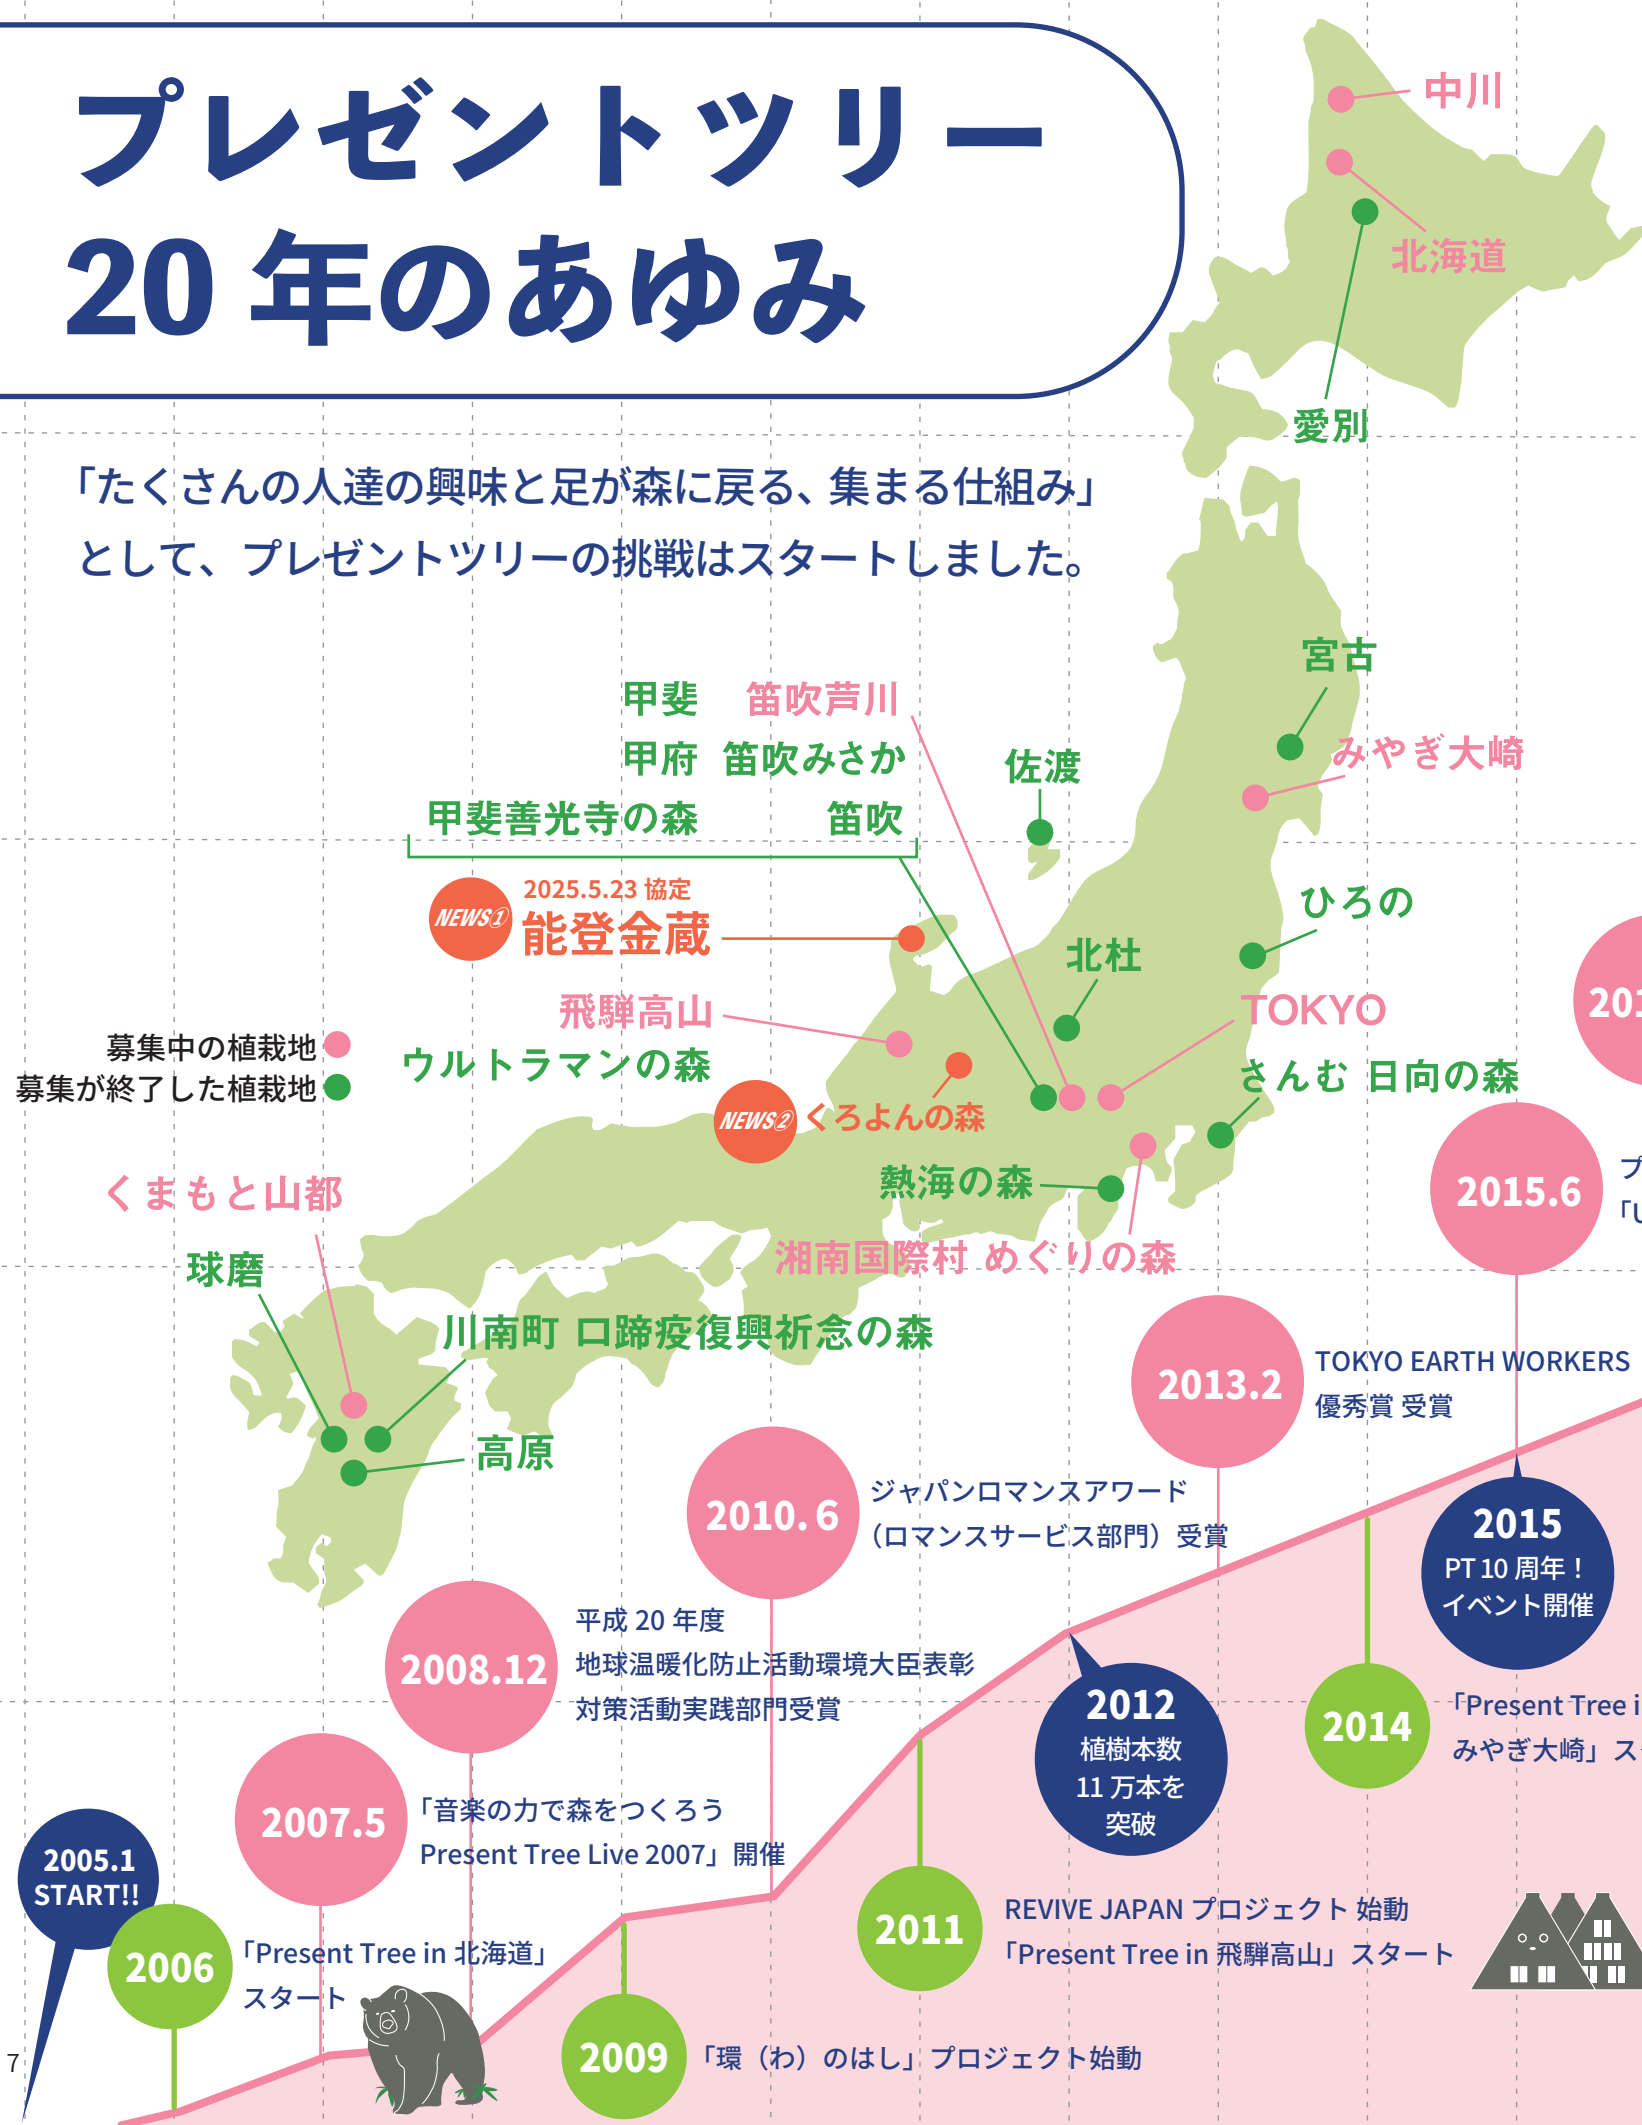 プレゼントツリー
20 年のあゆみ
「たくさんの人達の興味と足が森に戻る、集まる仕組み」
として、プレゼントツリーの挑戦はスタートしました。
中川
北海道
愛別
宮古
みやぎ大崎
甲斐 笛吹芦川
甲府 笛吹みさか
甲斐善光寺の森 笛吹
佐渡
NEWS①
2025.5.23 協定
能登金蔵
ひろの
北杜
飛騨高山
TOKYO
募集中の植栽地
募集が終了した植栽地
ウルトラマンの森
さんむ 日向の森
NEWS②
くろよんの森
くまもと山都
熱海の森
球磨
湘南国際村 めぐりの森
川南町 口蹄疫復興祈念の森
高原
201
2015.6
プ
「U
2013.2
TOKYO EARTH WORKERS
優秀賞 受賞
2010. 6
ジャパンロマンスアワード
（ロマンスサービス部門）受賞
2015
PT 10 周年！
イベント開催
2008.12
平成 20 年度
地球温暖化防止活動環境大臣表彰
対策活動実践部門受賞
2012
植樹本数
11 万本を
突破
2014
「Present Tree i
みやぎ大崎」ス
2007.5
「音楽の力で森をつくろう
Present Tree Live 2007」開催
2005.1
START!!
2006
「Present Tree in 北海道」
スタート
2011
REVIVE JAPAN プロジェクト 始動
「Present Tree in 飛騨高山」スタート
2009
「環（わ）のはし」プロジェクト始動
7